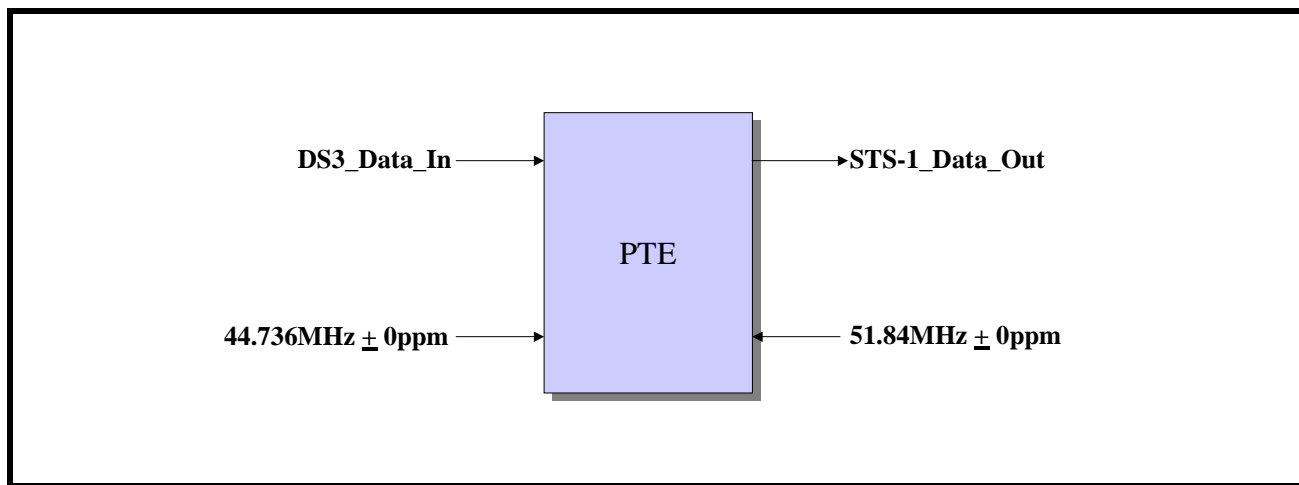 DS3_Data_In
STS-1_Data_Out
PTE
44.736MHz ± 0ppm
51.84MHz ± 0ppm